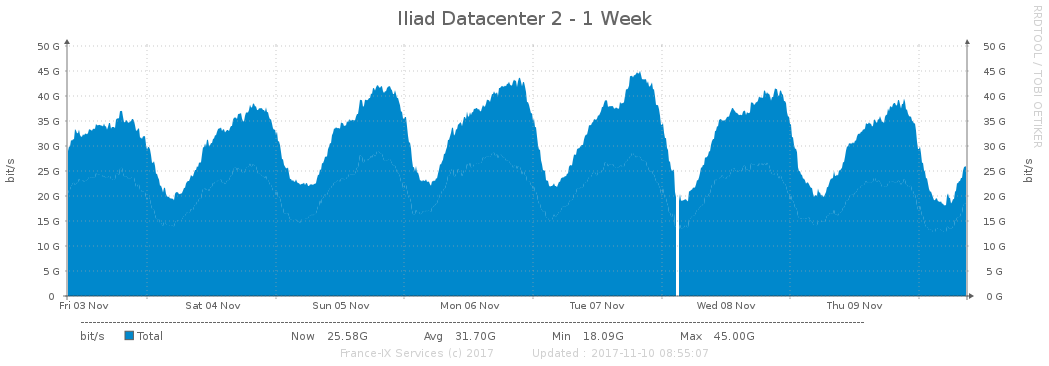 Iliad Datacenter 2 - 1 Week
RRDTOOL / TOBI OETIKER
50 G 50 G
45 G 45 G
40 G 40 G
35 G 35 G
30 G 30 G
25 G 25 G
20 G 20 G
15 G 15 G
10 G 10 G
5 G 5 G
0 0 G
bit/s bit/s
Fri 03 Nov Sat 04 Nov Sun 05 Nov Mon 06 Nov Tue 07 Nov Wed 08 Nov Thu 09 Nov
bit/s Total Now 25.58G Avg 31.70G Min 18.09G Max 45.00G
France-IX Services (c) 2017 Updated : 2017-11-10 08:55:07